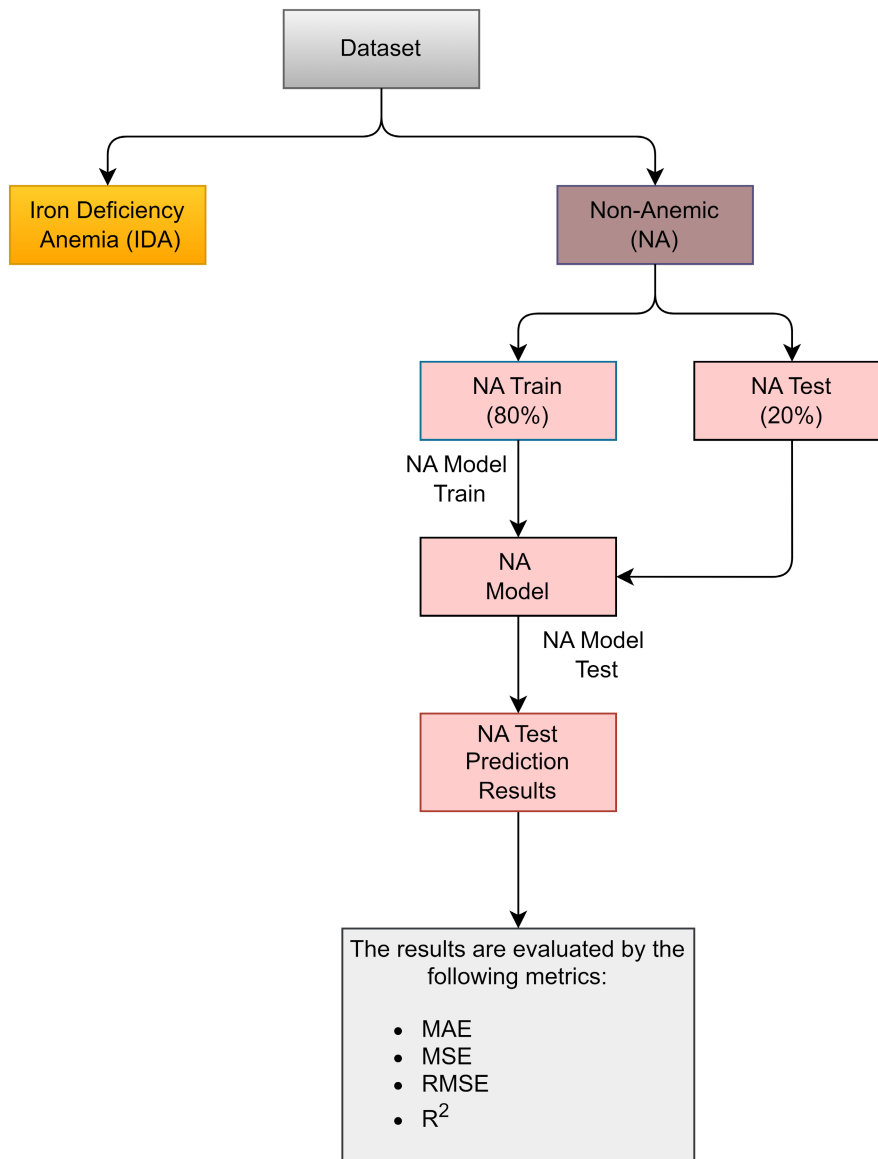 Dataset
Iron Deficiency
Anemia (IDA)
Non-Anemic
(NA)
NA Train
(80%)
NA Test
(20%)
NA Model
Train
NA
Model
NA Model
Test
NA Test
Prediction
Results
The results are evaluated by the
following metrics:
• MAE
• MSE
• RMSE
• R²